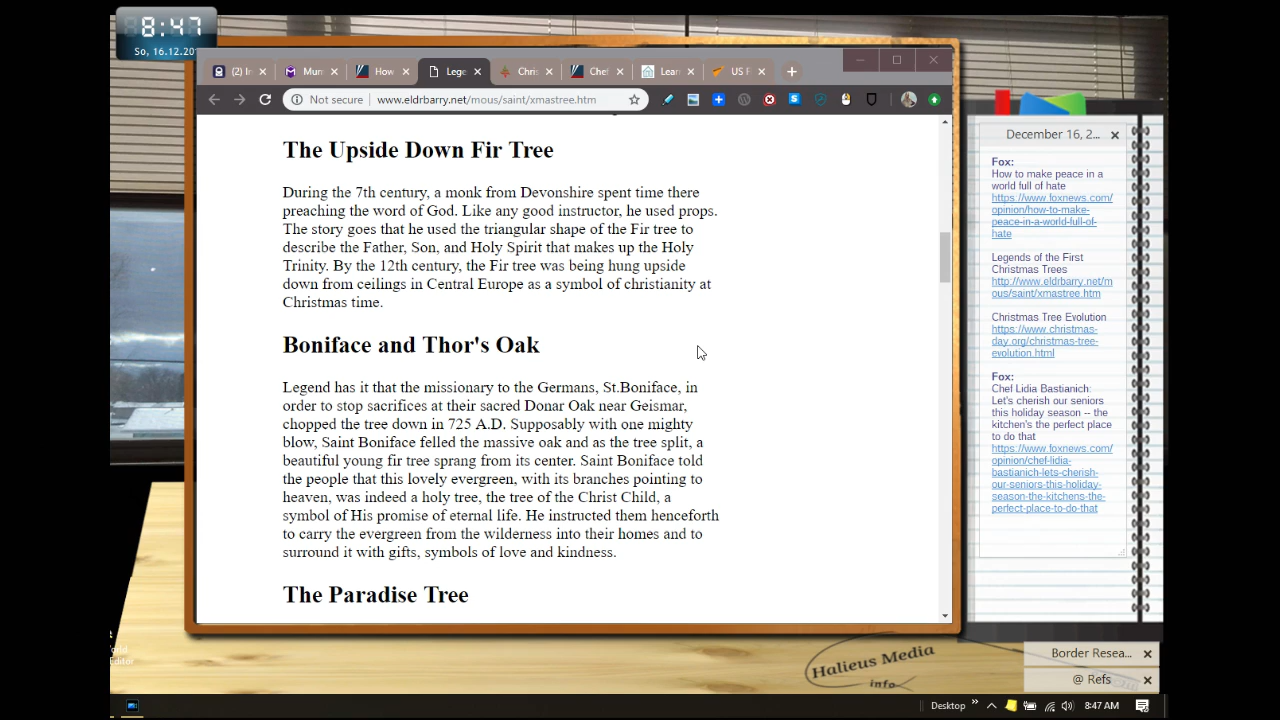 8:47
So, 16.12.20
(2) I
Mur
How
Lege
Chris
Chef
Lear
US F
Not secure
www.eldrbarry.net/mous/saint/xmastree.htm
The Upside Down Fir Tree
During the 7th century, a monk from Devonshire spent time there
preaching the word of God. Like any good instructor, he used props.
The story goes that he used the triangular shape of the Fir tree to
describe the Father, Son, and Holy Spirit that makes up the Holy
Trinity. By the 12th century, the Fir tree was being hung upside
down from ceilings in Central Europe as a symbol of christianity at
Christmas time.
Boniface and Thor's Oak
Legend has it that the missionary to the Germans, St.Boniface, in
order to stop sacrifices at their sacred Donar Oak near Geismar,
chopped the tree down in 725 A.D. Supposably with one mighty
blow, Saint Boniface felled the massive oak and as the tree split, a
beautiful young fir tree sprang from its center. Saint Boniface told
the people that this lovely evergreen, with its branches pointing to
heaven, was indeed a holy tree, the tree of the Christ Child, a
symbol of His promise of eternal life. He instructed them henceforth
to carry the evergreen from the wilderness into their homes and to
surround it with gifts, symbols of love and kindness.
The Paradise Tree
December 16, 2...
Fox:
How to make peace in a
world full of hate
https://www.foxnews.com/
opinion/how-to-make-
peace-in-a-world-full-of-
hate
Legends of the First
Christmas Trees
http://www.eldrbarry.net/m
ous/saint/xmastree.htm
Christmas Tree Evolution
https://www.christmas-
day.org/christmas-tree-
evolution.html
Fox:
Chef Lidia Bastianich:
Let's cherish our seniors
this holiday season -- the
kitchen's the perfect place
to do that
https://www.foxnews.com/
opinion/chef-lidia-
bastianich-lets-cherish-
our-seniors-this-holiday-
season-the-kitchens-the-
perfect-place-to-do-that
Halieus Media
info
Border Resea...
@ Refs
orld
Editor
Desktop
8:47 AM